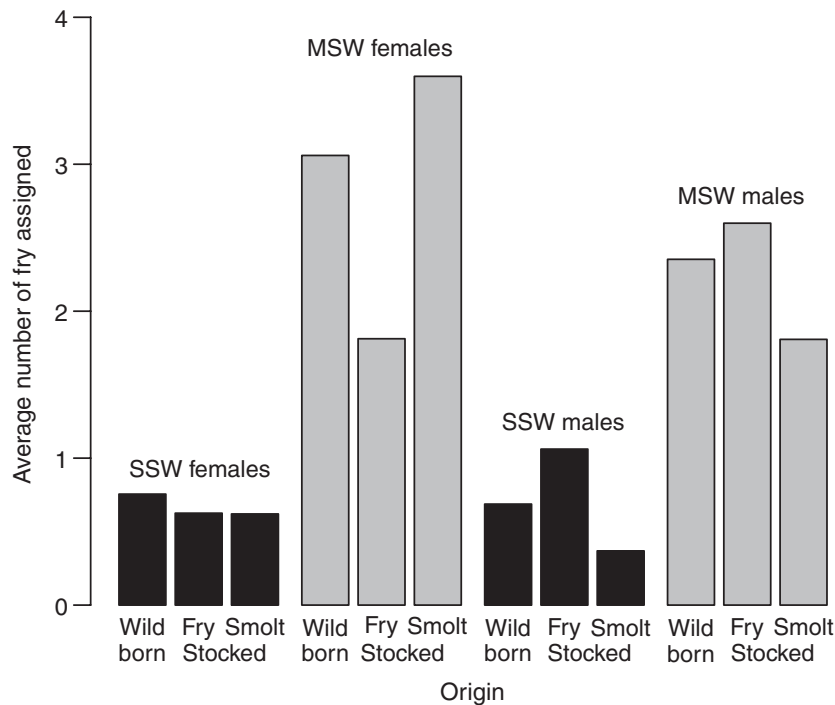 Average number of fry assigned
4
3
2
1
0
MSW females
MSW males
SSW males
SSW females
Wild born
Fry Smolt
Stocked
Wild born
Fry Smolt
Stocked
Wild born
Fry Smolt
Stocked
Wild born
Fry Smolt
Stocked
Origin